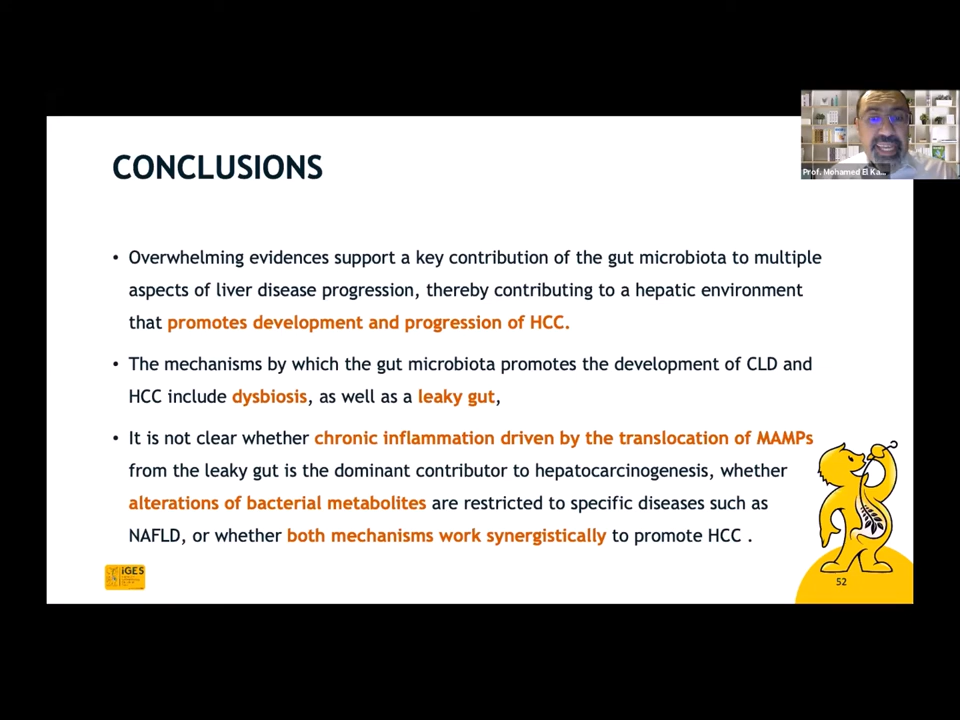 Prof. Mohamed El Ka...
CONCLUSIONS
• Overwhelming evidences support a key contribution of the gut microbiota to multiple
aspects of liver disease progression, thereby contributing to a hepatic environment
that promotes development and progression of HCC.
• The mechanisms by which the gut microbiota promotes the development of CLD and
HCC include dysbiosis, as well as a leaky gut,
• It is not clear whether chronic inflammation driven by the translocation of MAMPs
from the leaky gut is the dominant contributor to hepatocarcinogenesis, whether
alterations of bacterial metabolites are restricted to specific diseases such as
NAFLD, or whether both mechanisms work synergistically to promote HCC .
iGES
52